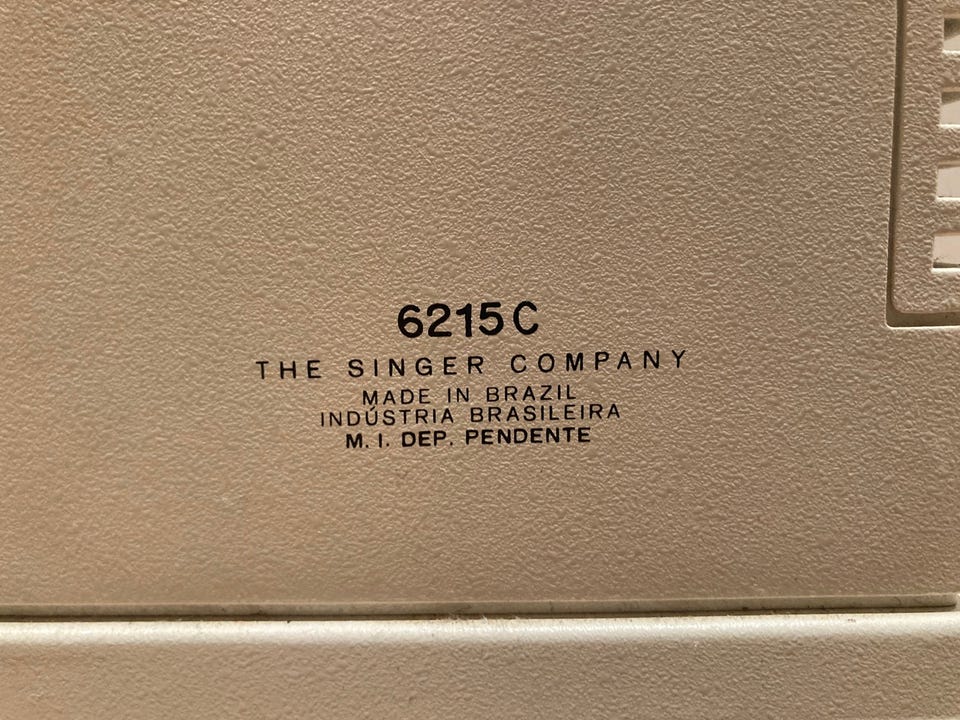 6215C
THE SINGER COMPANY
MADE IN BRAZIL
INDÚSTRIA BRASILEIRA
M. I. DEP. PENDENTE